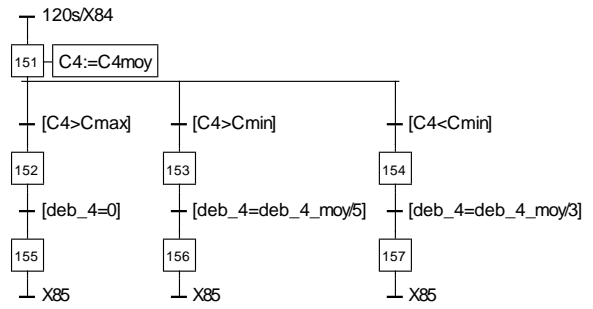 120s/X84
151 C4:=C4moy
[C4>Cmax] [C4>Cmin] [C4<Cmin]
152 153 154
[deb_4=0] [deb_4=deb_4_moy/5] [deb_4=deb_4_moy/3]
155 156 157
X85 X85 X85